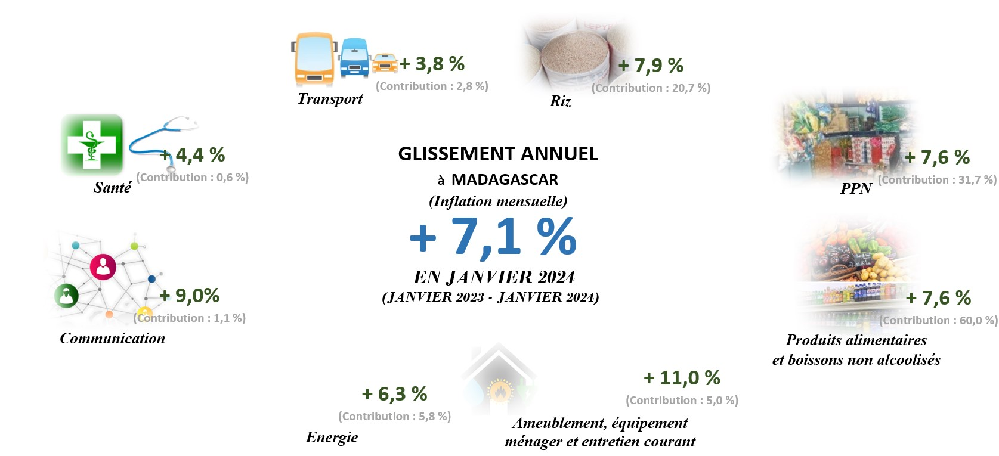 + 3,8 %
(Contribution : 2,8 %)
Transport
+ 7,9 %
(Contribution : 20,7 %)
Riz
+ 4,4 %
(Contribution : 0,6 %)
Santé
GLISSEMENT ANNUEL
à MADAGASCAR
(Inflation mensuelle)
+ 7,1 %
EN JANVIER 2024
(JANVIER 2023 - JANVIER 2024)
+ 7,6 %
(Contribution : 31,7 %)
PPN
+ 9,0%
(Contribution : 1,1 %)
Communication
+ 7,6 %
(Contribution : 60,0 %)
Produits alimentaires
et boissons non alcoolisés
+ 6,3 %
(Contribution : 5,8 %)
Energie
+ 11,0 %
(Contribution : 5,0 %)
Ameublement, équipement
ménager et entretien courant